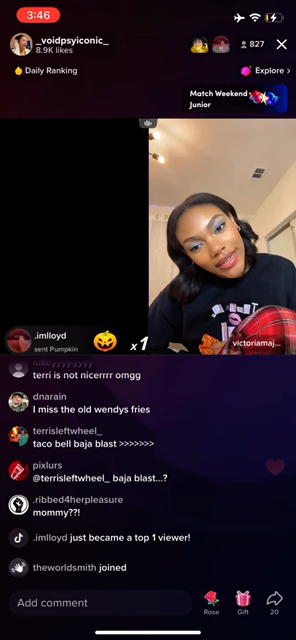 3:46
_voidpsyiconic_
8.9K likes
827
Daily Ranking
Explore >
Match Weekend
Junior
.imlloyd
sent Pumpkin
x 1
victoriamaj...
terri is not nicerrrr omgg
dnarain
I miss the old wendys fries
terrisleftwheel_
taco bell baja blast >>>>>>>
pixlurs
@terrisleftwheel_ baja blast...?
.ribbed4herpleasure
mommy??!
.imlloyd just became a top 1 viewer!
theworldsmith joined
Add comment
Rose
Gift
20